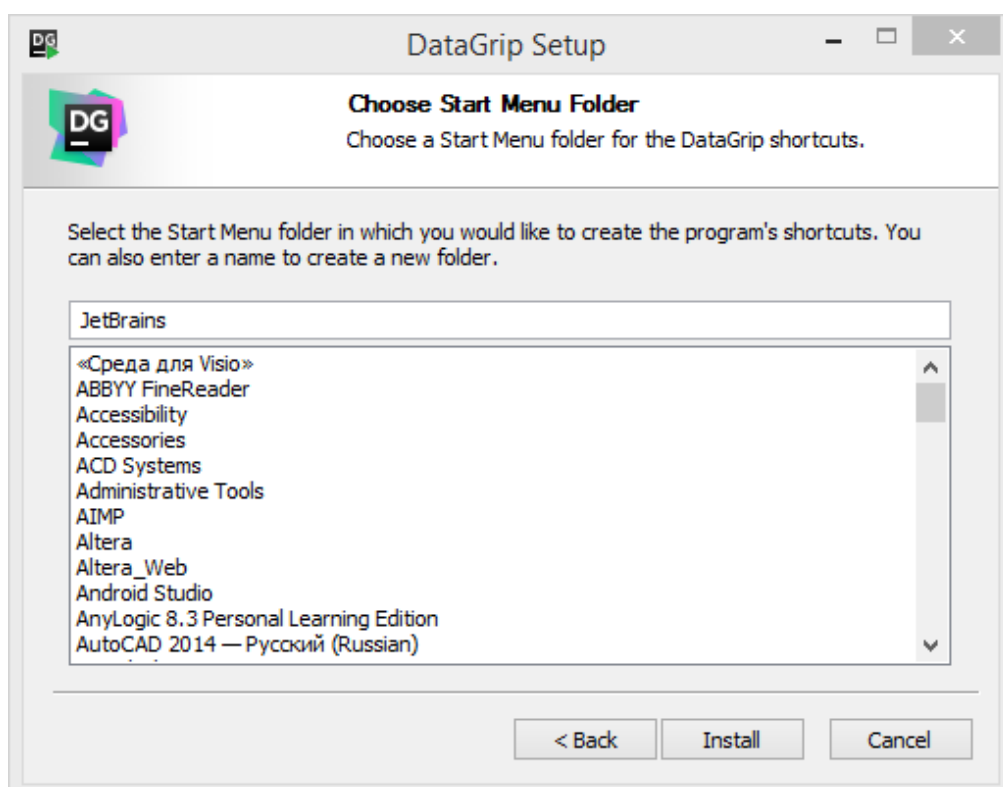 DG
DataGrip Setup
DG
Choose Start Menu Folder
Choose a Start Menu folder for the DataGrip shortcuts.
Select the Start Menu folder in which you would like to create the program's shortcuts. You
can also enter a name to create a new folder.
JetBrains
«Среда для Visio»
ABBYY FineReader
Accessibility
Accessories
ACD Systems
Administrative Tools
AIMP
Altera
Altera_Web
Android Studio
AnyLogic 8.3 Personal Learning Edition
AutoCAD 2014 — Русский (Russian)
< Back
Install
Cancel